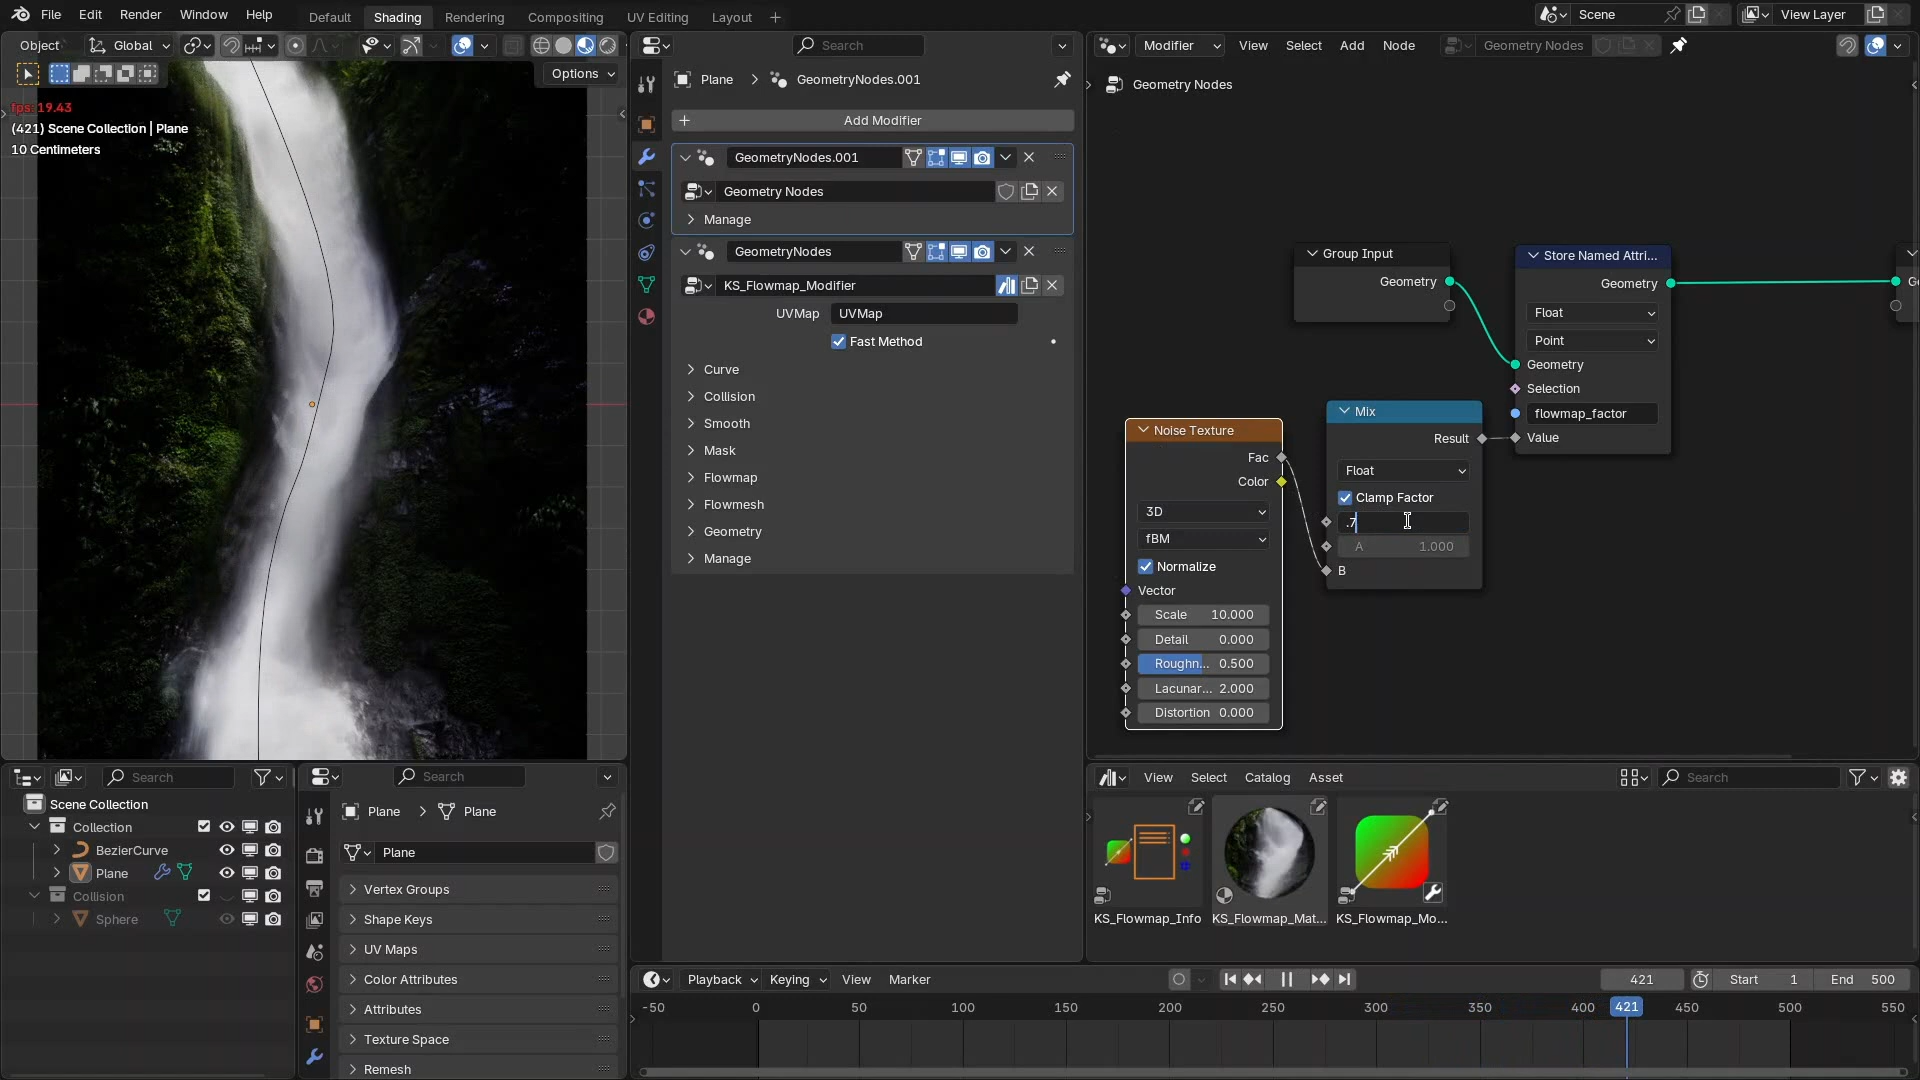 File Edit Render Window Help Default Shading Rendering Compositing UV Editing Layout + Scene View Layer
Object Global Search Modifier View Select Add Node Geometry Nodes
Options
Plane > GeometryNodes.001
Geometry Nodes
fps: 19.43
(421) Scene Collection | Plane
10 Centimeters
+ Add Modifier
GeometryNodes.001
Geometry Nodes
Manage
GeometryNodes
KS_Flowmap_Modifier
UVMap UVMap
Fast Method
Curve
Collision
Smooth
Mask
Flowmap
Flowmesh
Geometry
Manage
Group Input
Geometry
Store Named Attri...
Geometry
Float
Point
Geometry
Selection
flowmap_factor
Value
Mix
Result
Float
Clamp Factor
.7
A 1.000
B
Noise Texture
Fac
Color
3D
fBM
Normalize
Vector
Scale 10.000
Detail 0.000
Roughn... 0.500
Lacunar... 2.000
Distortion 0.000
Search
Scene Collection
Collection
BezierCurve
Plane
Collision
Sphere
Search
Plane > Plane
Plane
Vertex Groups
Shape Keys
UV Maps
Color Attributes
Attributes
Texture Space
Remesh
View Select Catalog Asset Search
KS_Flowmap_Info KS_Flowmap_Mat... KS_Flowmap_Mo...
Playback Keying View Marker 421 Start 1 End 500
-50 0 50 100 150 200 250 300 350 400 421 450 500 550